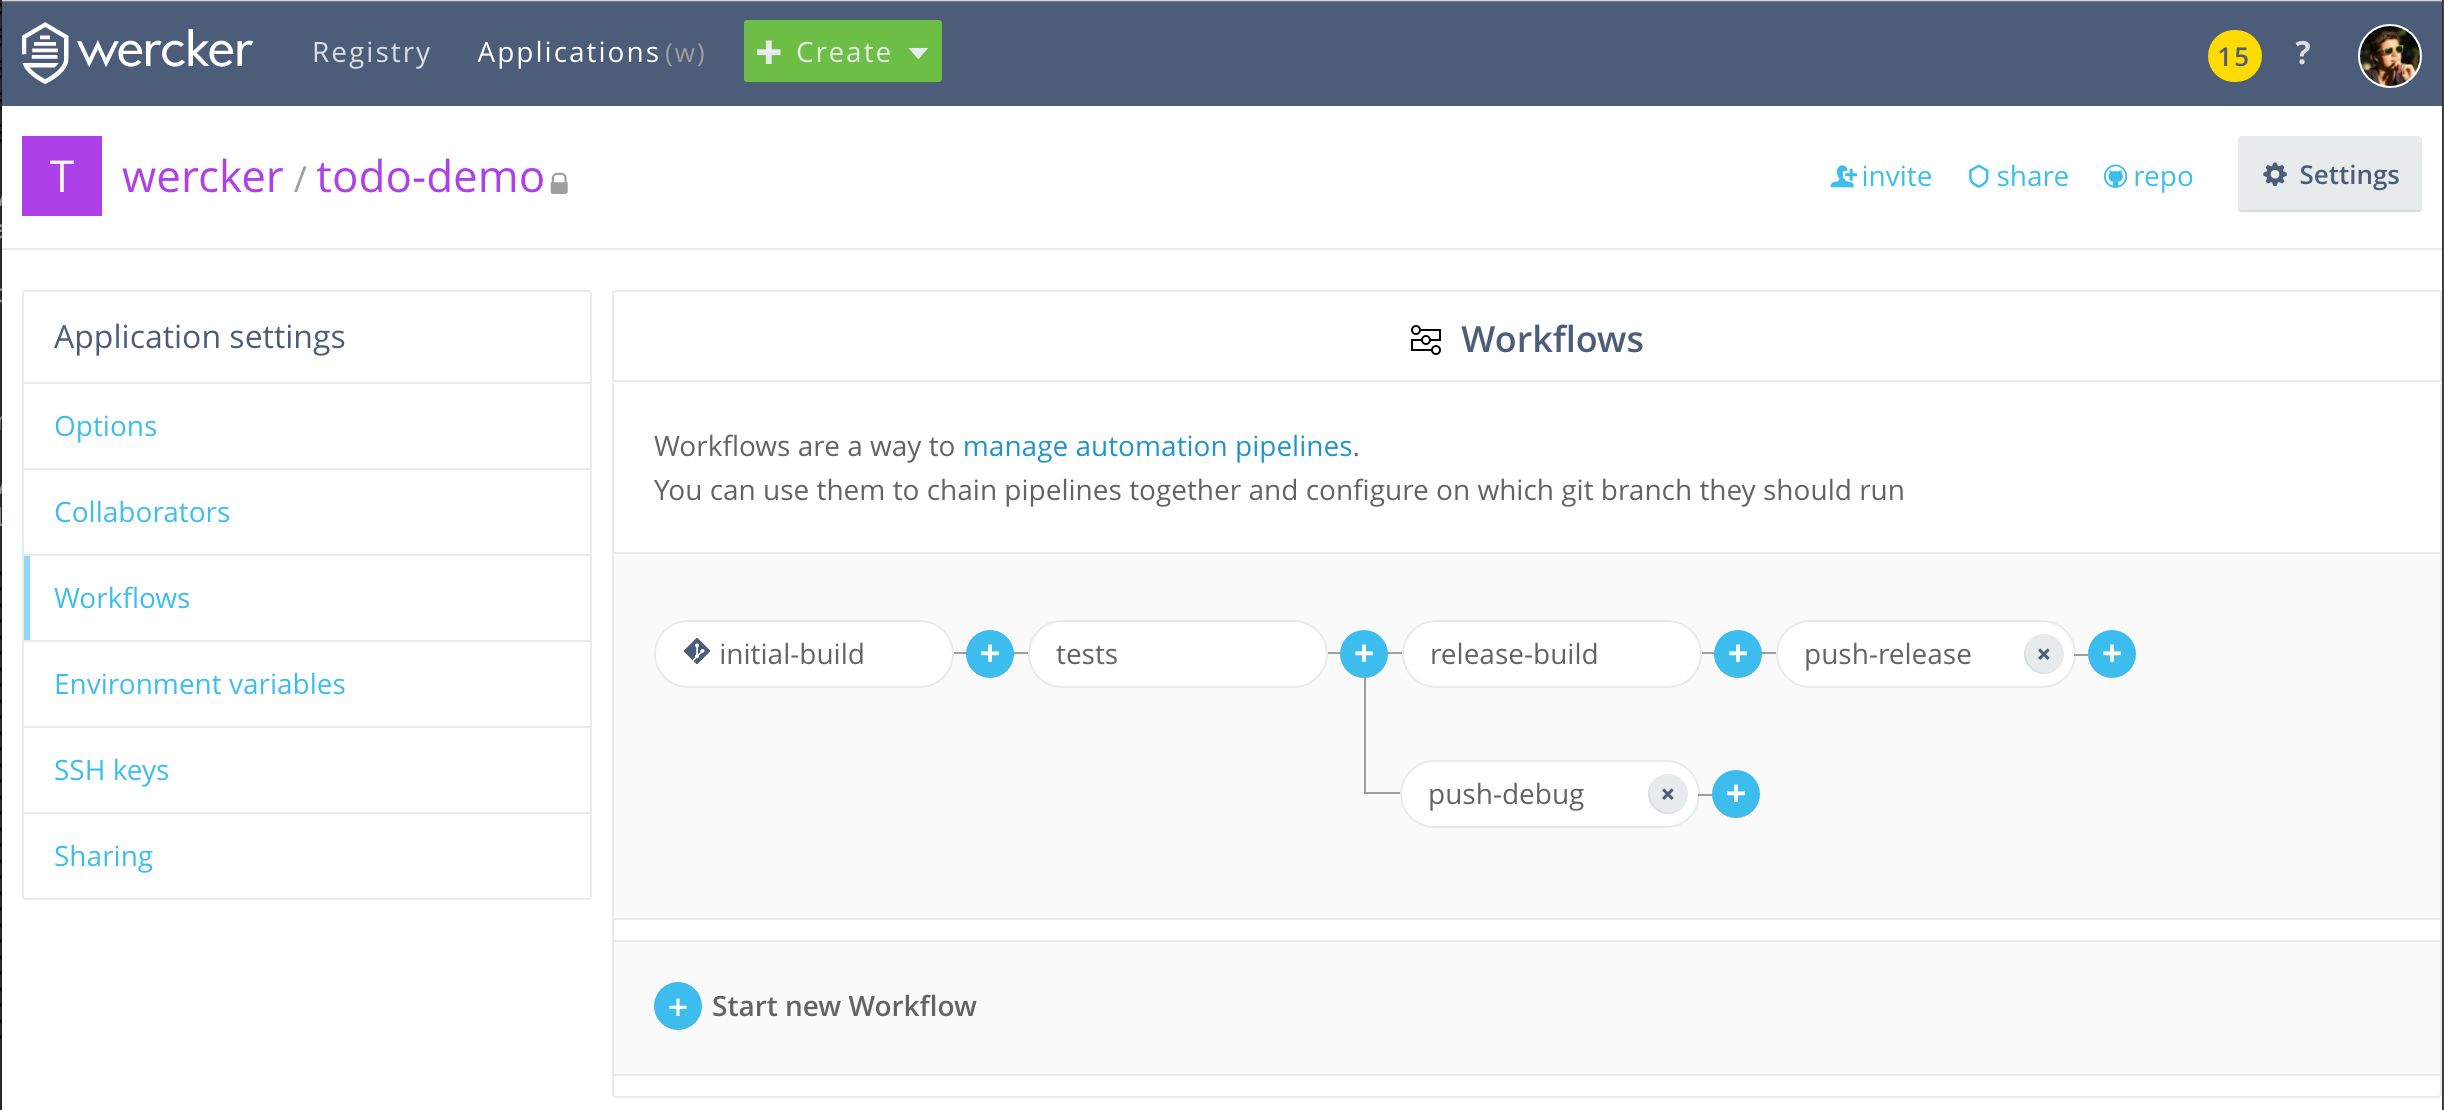 wercker Registry Applications (w) + Create 15 ?
T wercker / todo-demo invite share repo Settings
Application settings
Options
Collaborators
Workflows
Environment variables
SSH keys
Sharing
Workflows
Workflows are a way to manage automation pipelines.
You can use them to chain pipelines together and configure on which git branch they should run
initial-build + tests + release-build + push-release × +
push-debug × +
+ Start new Workflow